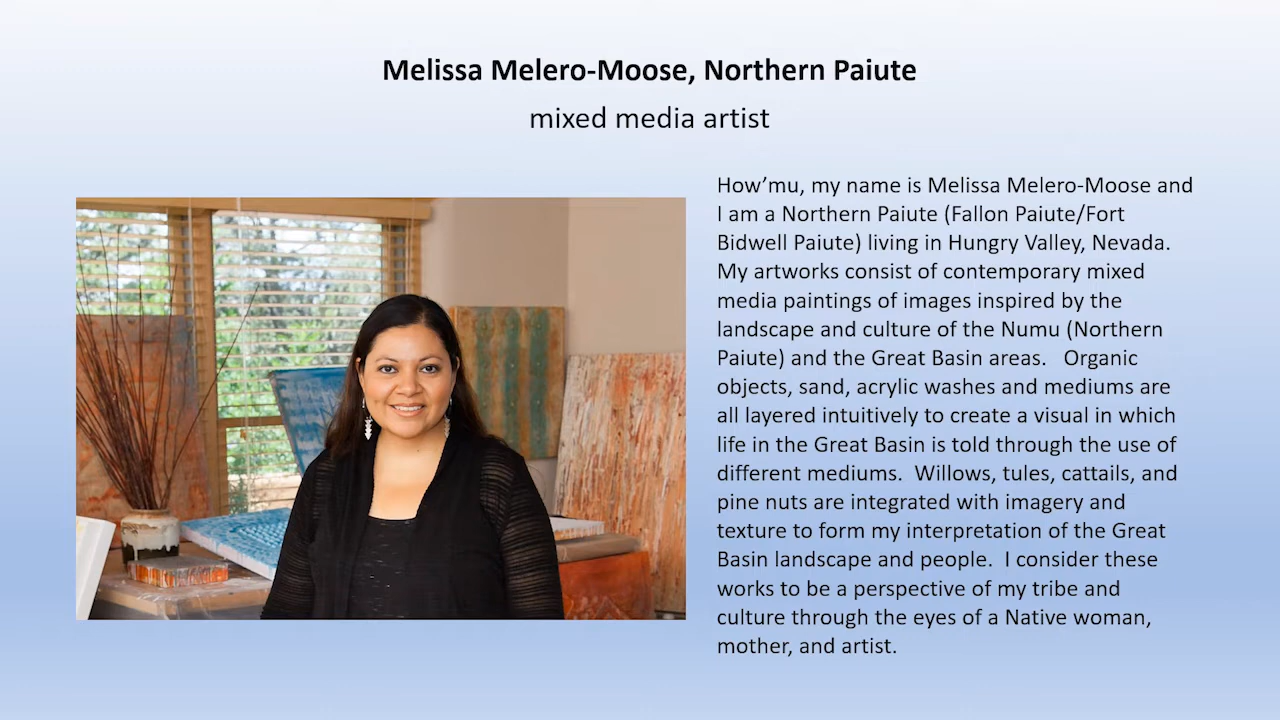 Melissa Melero-Moose, Northern Paiute
mixed media artist
How’mu, my name is Melissa Melero-Moose and
I am a Northern Paiute (Fallon Paiute/Fort
Bidwell Paiute) living in Hungry Valley, Nevada.
My artworks consist of contemporary mixed
media paintings of images inspired by the
landscape and culture of the Numu (Northern
Paiute) and the Great Basin areas.   Organic
objects, sand, acrylic washes and mediums are
all layered intuitively to create a visual in which
life in the Great Basin is told through the use of
different mediums.  Willows, tules, cattails, and
pine nuts are integrated with imagery and
texture to form my interpretation of the Great
Basin landscape and people.  I consider these
works to be a perspective of my tribe and
culture through the eyes of a Native woman,
mother, and artist.